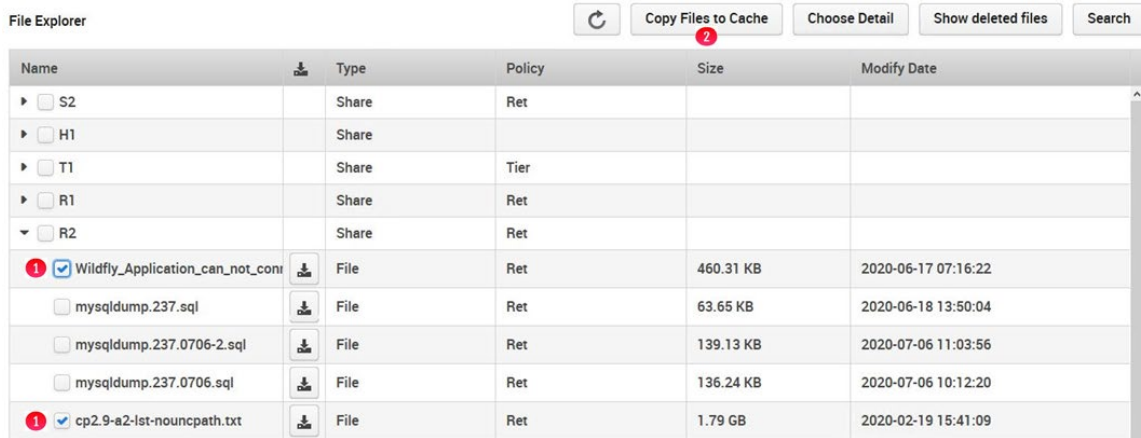 File Explorer Copy Files to Cache Choose Detail Show deleted files Search
2
Name Type Policy Size Modify Date
S2 Share Ret
H1 Share
T1 Share Tier
R1 Share Ret
R2 Share Ret
1 Wildfly_Application_can_not_conn File Ret 460.31 KB 2020-06-17 07:16:22
mysqldump.237.sql File Ret 63.65 KB 2020-06-18 13:50:04
mysqldump.237.0706-2.sql File Ret 139.13 KB 2020-07-06 11:03:56
mysqldump.237.0706.sql File Ret 136.24 KB 2020-07-06 10:12:20
1 cp2.9-a2-lst-nouncpath.txt File Ret 1.79 GB 2020-02-19 15:41:09